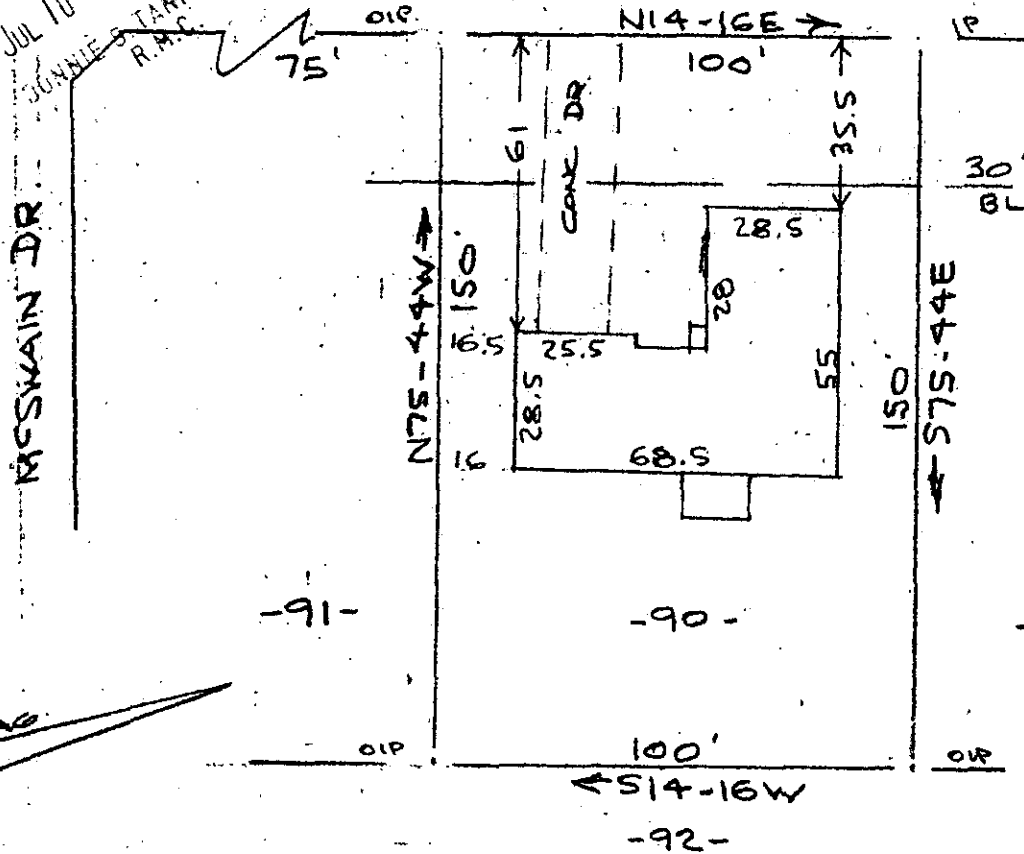 JUL 10
R.M.C.
OIP
N14-16E
IP
75'
100'
61
CONC DR
35.5
30'
BL
28.5
MCSWAIN DR.
N75-44W
150'
28
16.5
25.5
55
150'
S75-44E
28.5
16
68.5
-91-
-90-
OIP
100'
OIP
S14-16W
-92-